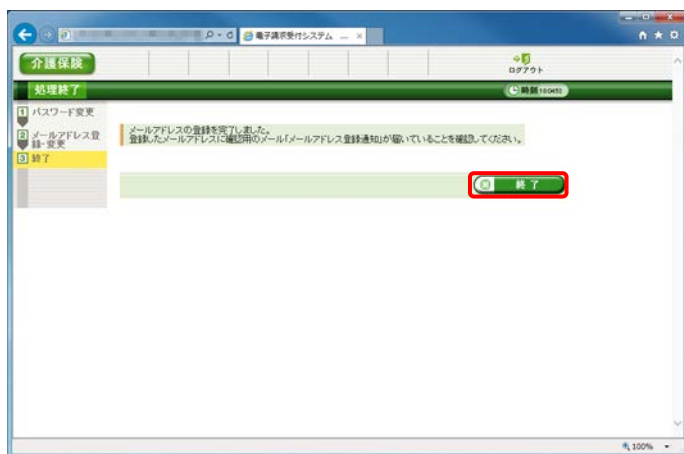 電子請求受付システム —
介護保険
ログアウト
処理終了
時刻
1 パスワード変更
2 メールアドレス登
録・変更
3 終了
メールアドレスの登録を完了しました。
登録したメールアドレスに確認用のメール「メールアドレス登録通知」が届いていることを確認してください。
終 了
100%